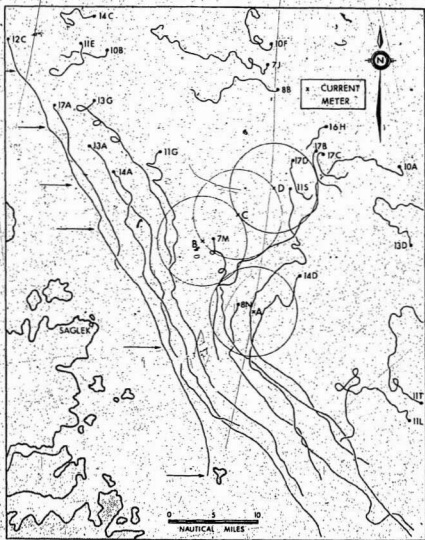 14C
12C
11E
10B
10F
7J
8B
N
× CURRENT
METER
17A
13G
16H
13A
11G
17B
17D
17C
14A
10A
D
11S
C
B
7M
13D
14D
8N
A
SAGLEK
11T
11L
0 5 10
NAUTICAL MILES